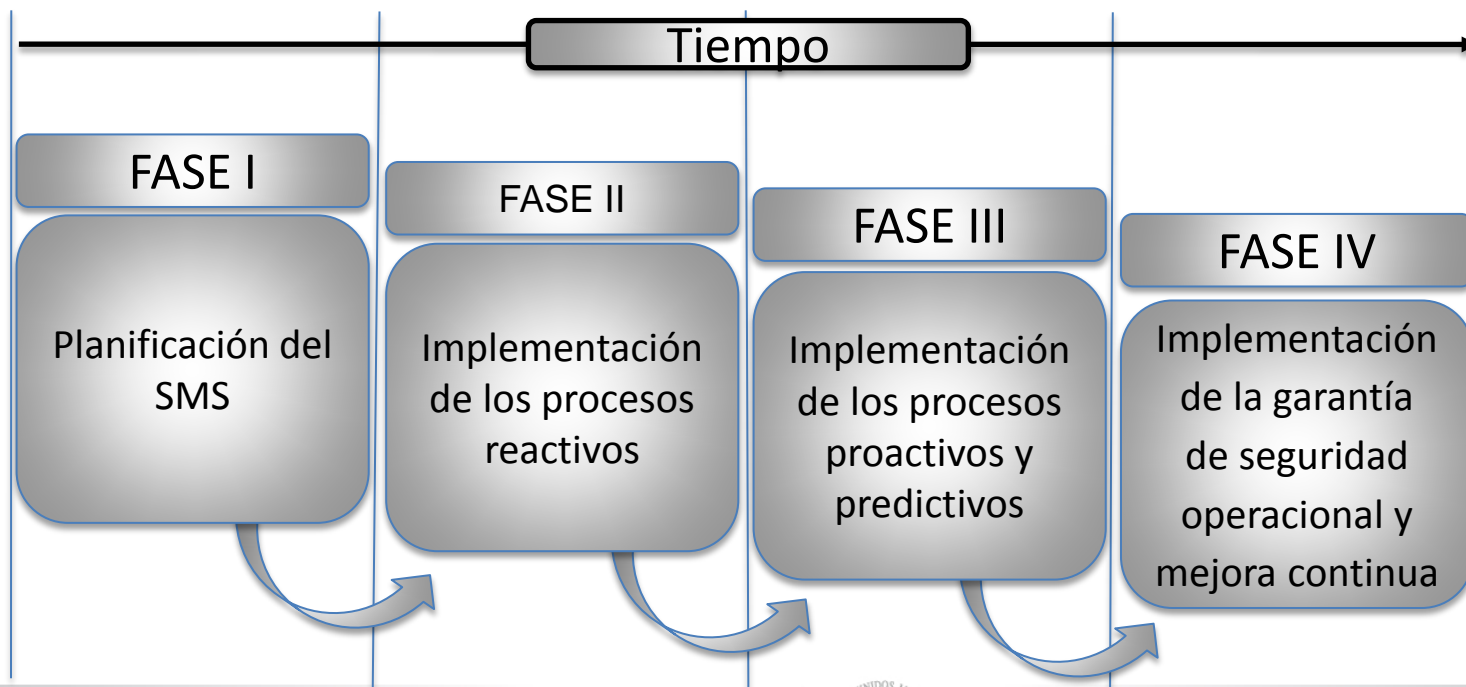 Tiempo
FASE I
Planificación del
SMS
FASE II
Implementación
de los procesos
reactivos
FASE III
Implementación
de los procesos
proactivos y
predictivos
FASE IV
Implementación
de la garantía
de seguridad
operacional y
mejora continua